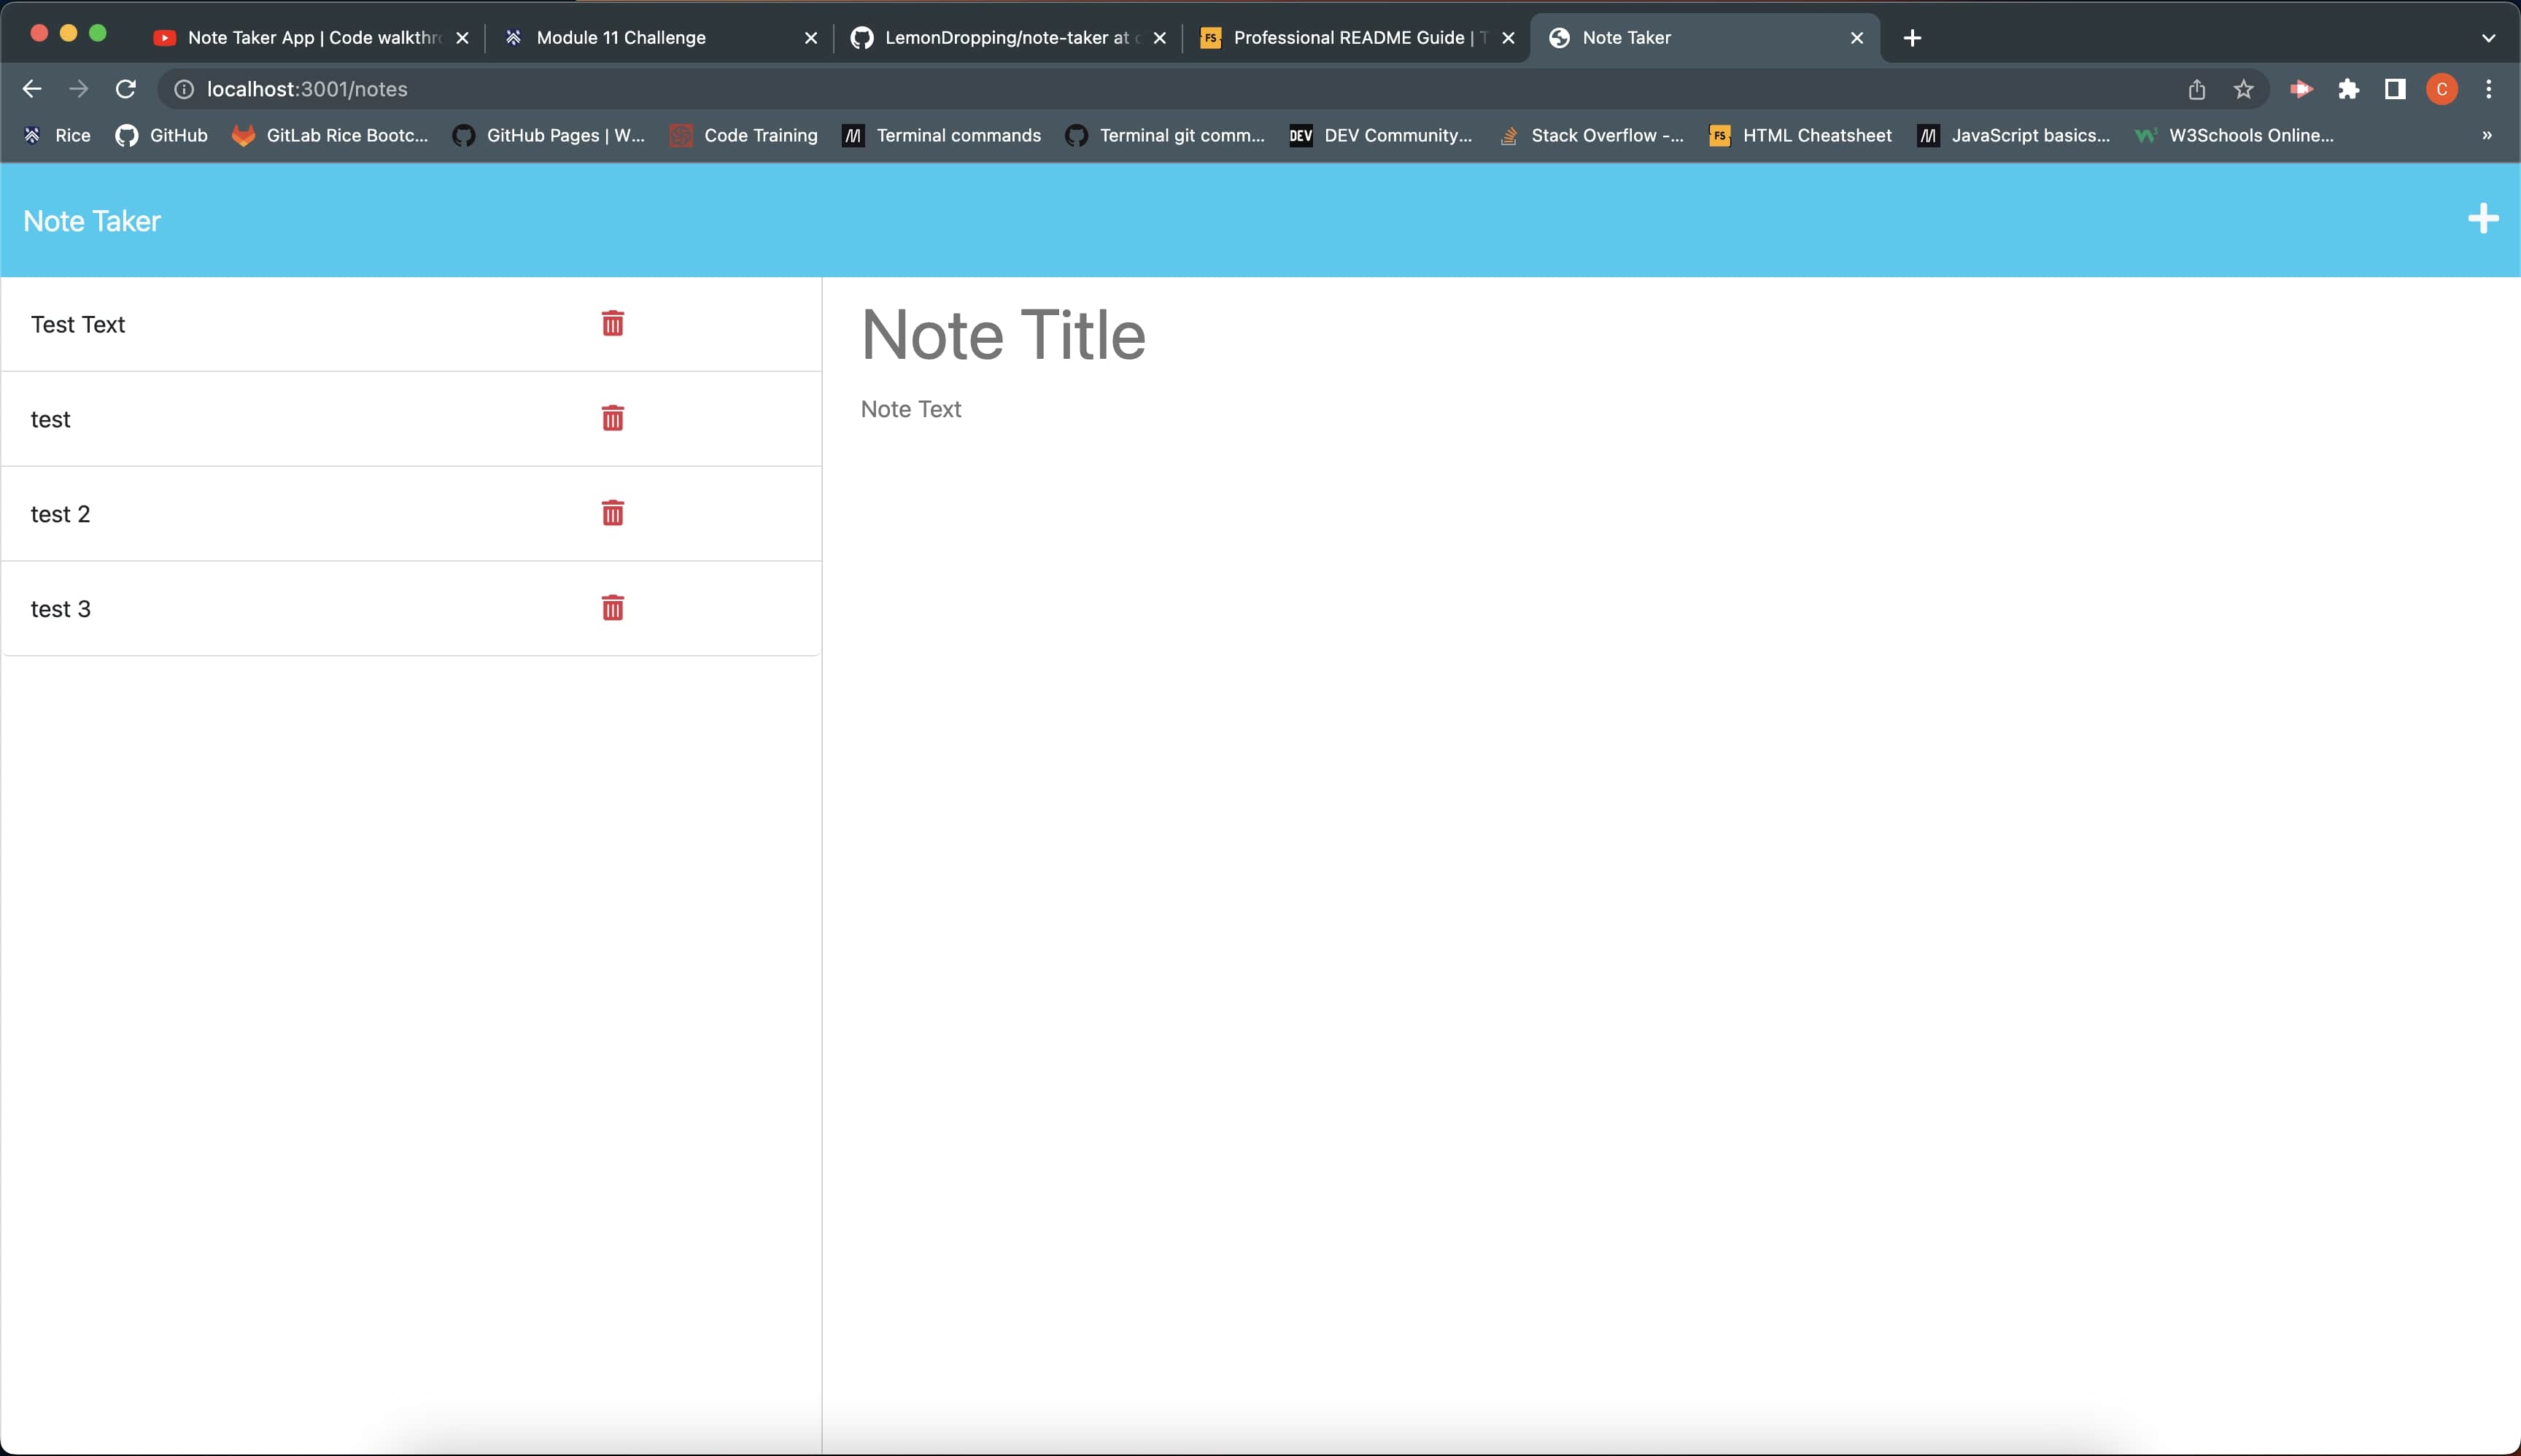 Note Taker App | Code walkthr
Module 11 Challenge
LemonDropping/note-taker at
FS
Professional README Guide |
Note Taker
localhost:3001/notes
C
Rice
GitHub
GitLab Rice Bootc...
GitHub Pages | W...
Code Training
Terminal commands
Terminal git comm...
DEV
DEV Community...
Stack Overflow -...
FS
HTML Cheatsheet
JavaScript basics...
W3Schools Online...
Note Taker
Test Text
test
test 2
test 3
Note Title
Note Text